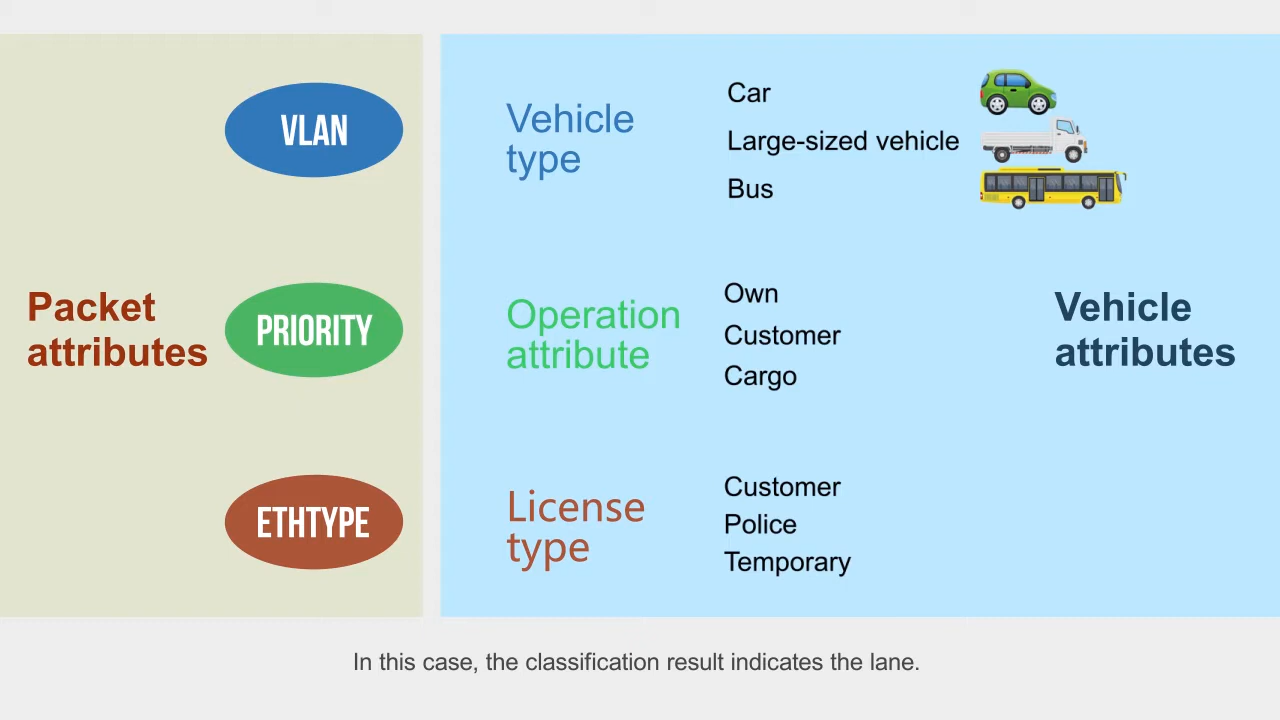 Packet
attributes
VLAN
PRIORITY
ETHTYPE
Vehicle
type
Car
Large-sized vehicle
Bus
Operation
attribute
Own
Customer
Cargo
License
type
Customer
Police
Temporary
Vehicle
attributes
In this case, the classification result indicates the lane.